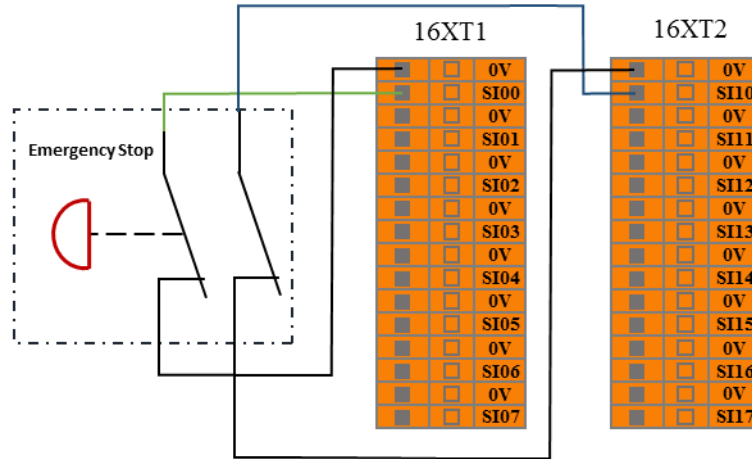 16XT1
16XT2
Emergency Stop
0V
SI00
0V
SI01
0V
SI02
0V
SI03
0V
SI04
0V
SI05
0V
SI06
0V
SI07
0V
SI10
0V
SI11
0V
SI12
0V
SI13
0V
SI14
0V
SI15
0V
SI16
0V
SI17